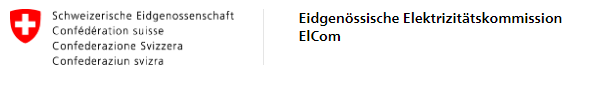 Schweizerische Eidgenossenschaft
Confédération suisse
Confederazione Svizzera
Confederaziun svizra
Eidgenössische Elektrizitätskommission
ElCom